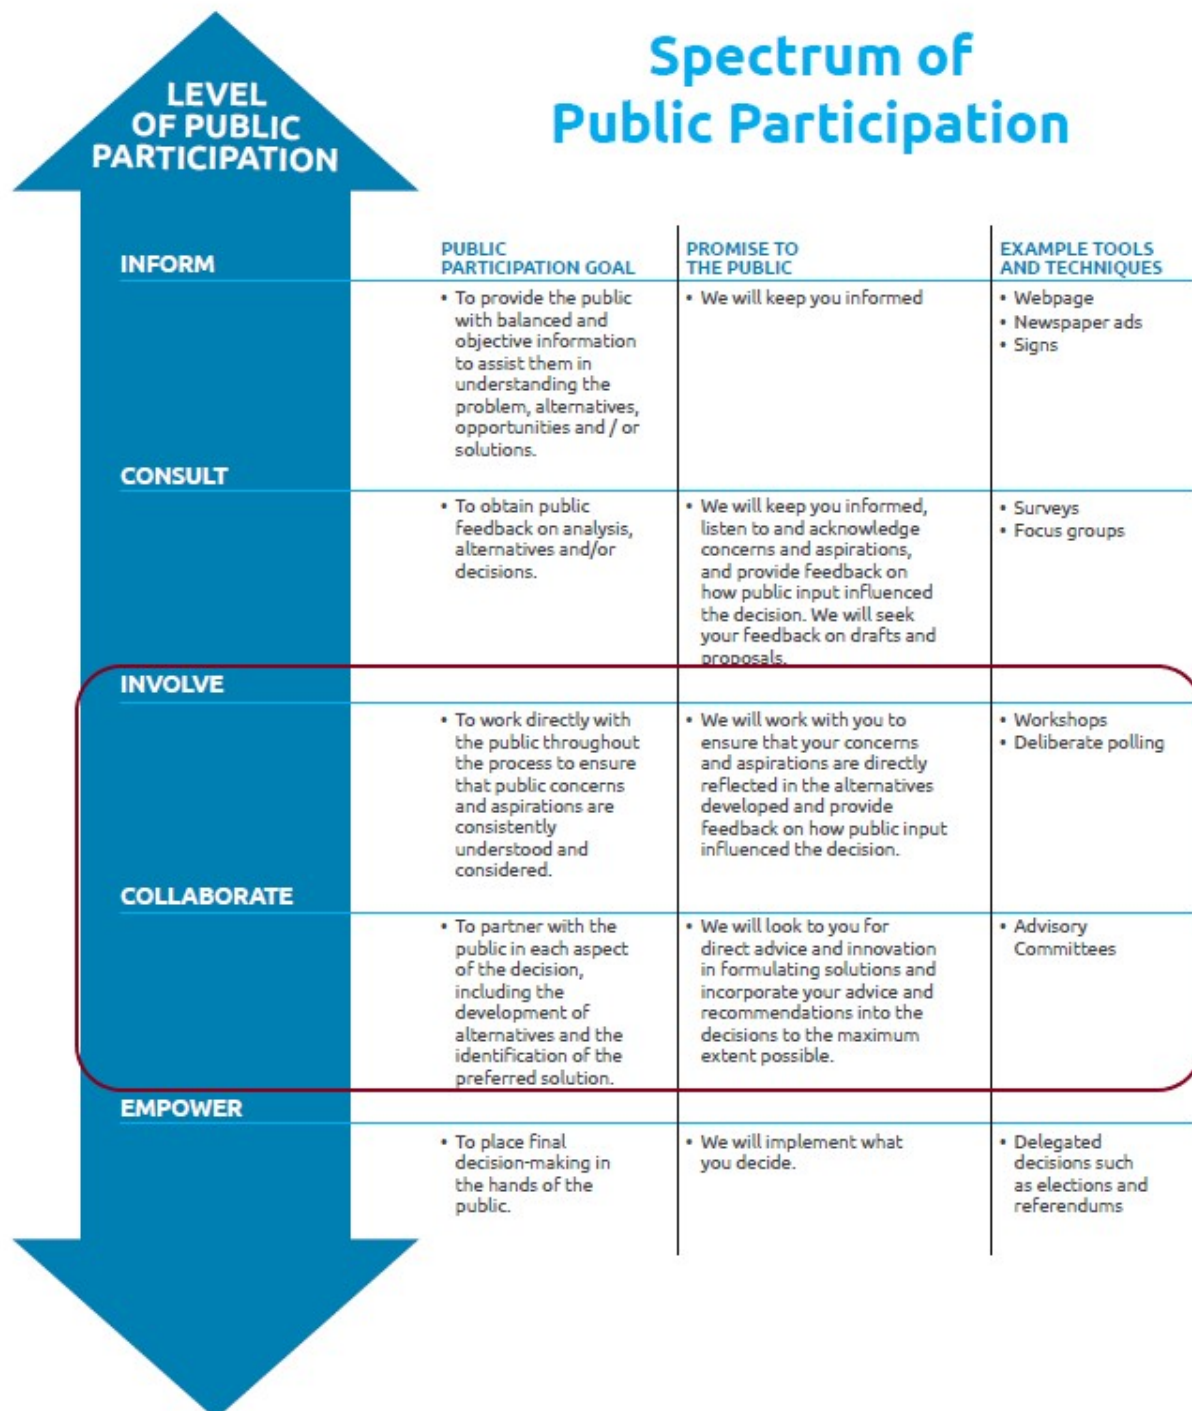 LEVEL
OF PUBLIC
PARTICIPATION
Spectrum of
Public Participation
INFORM
PUBLIC
PARTICIPATION GOAL
PROMISE TO
THE PUBLIC
EXAMPLE TOOLS
AND TECHNIQUES
• To provide the public
with balanced and
objective information
to assist them in
understanding the
problem, alternatives,
opportunities and / or
solutions.
• We will keep you informed
• Webpage
• Newspaper ads
• Signs
CONSULT
• To obtain public
feedback on analysis,
alternatives and/or
decisions.
• We will keep you informed,
listen to and acknowledge
concerns and aspirations,
and provide feedback on
how public input influenced
the decision. We will seek
your feedback on drafts and
proposals.
• Surveys
• Focus groups
INVOLVE
• To work directly with
the public throughout
the process to ensure
that public concerns
and aspirations are
consistently
understood and
considered.
• We will work with you to
ensure that your concerns
and aspirations are directly
reflected in the alternatives
developed and provide
feedback on how public input
influenced the decision.
• Workshops
• Deliberate polling
COLLABORATE
• To partner with the
public in each aspect
of the decision,
including the
development of
alternatives and the
identification of the
preferred solution.
• We will look to you for
direct advice and innovation
in formulating solutions and
incorporate your advice and
recommendations into the
decisions to the maximum
extent possible.
• Advisory
Committees
EMPOWER
• To place final
decision-making in
the hands of the
public.
• We will implement what
you decide.
• Delegated
decisions such
as elections and
referendums